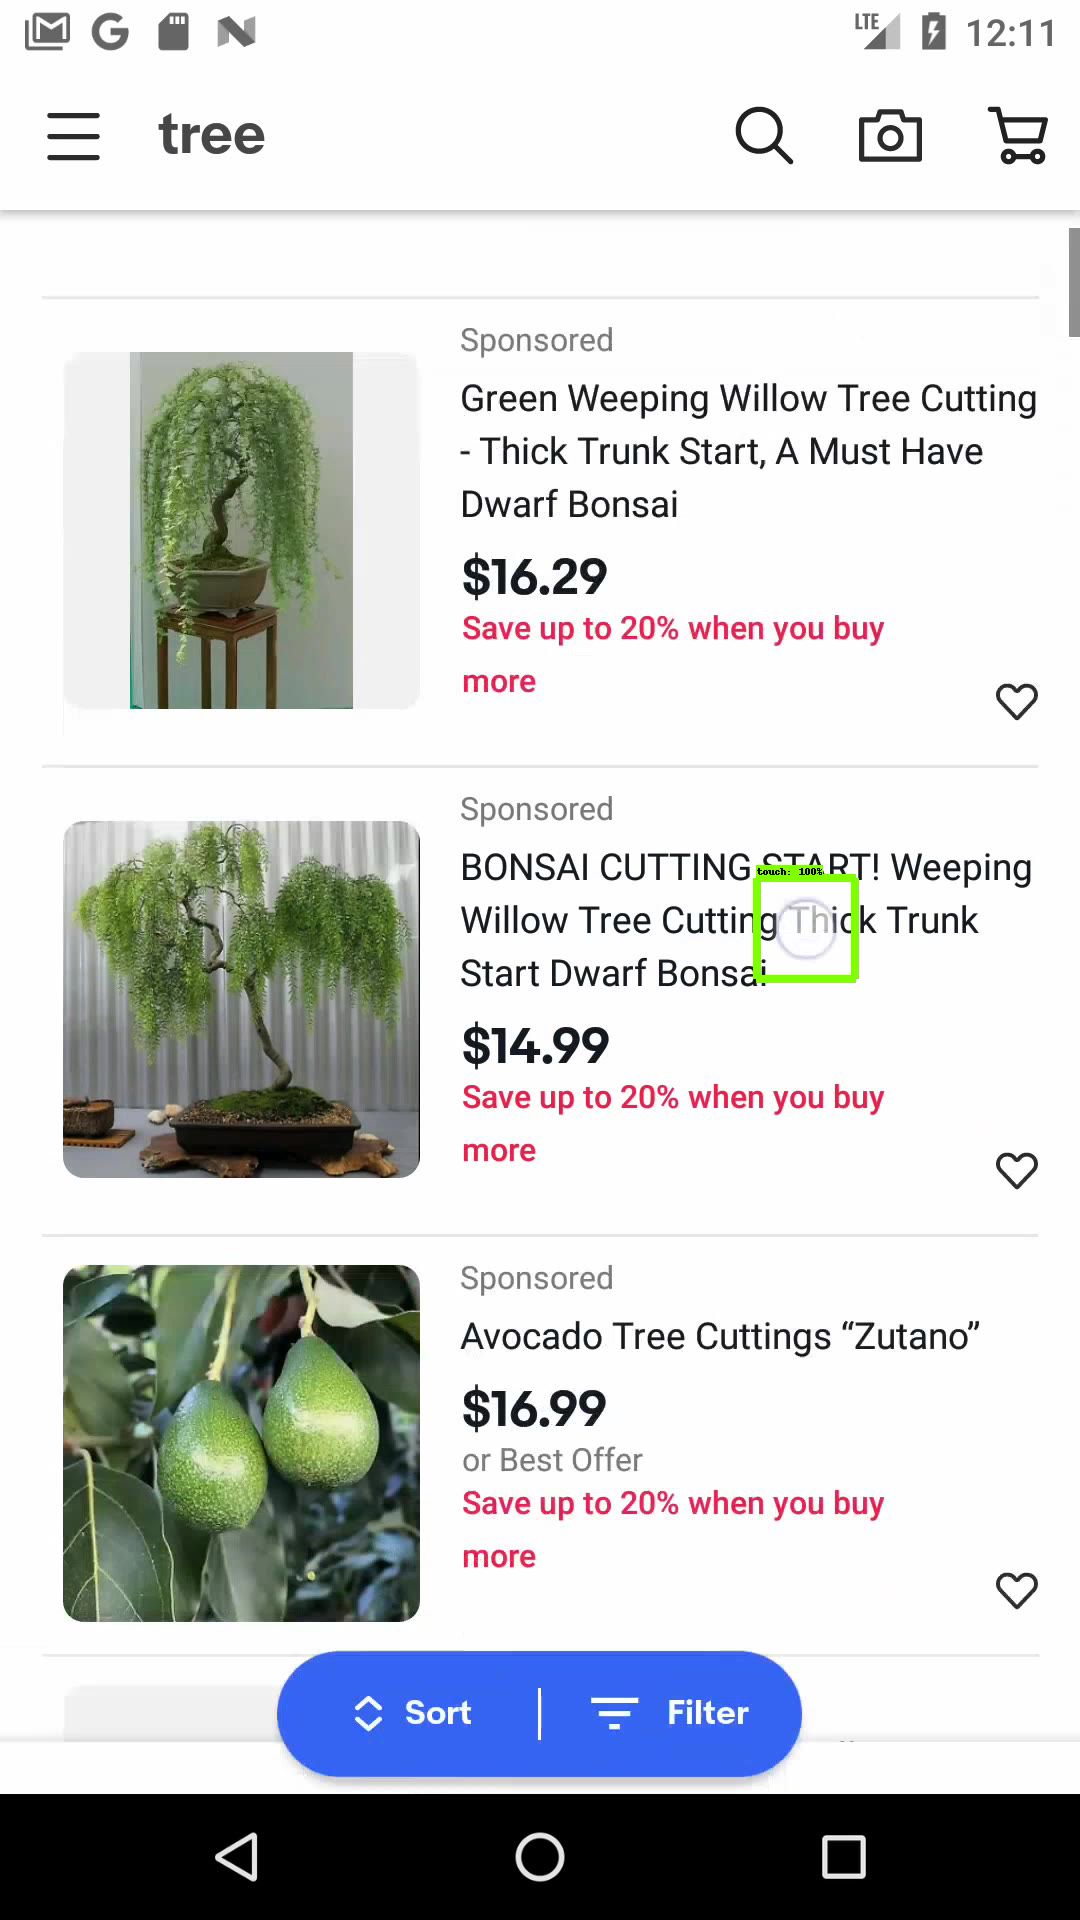 LTE 12:11
tree
Sponsored
Green Weeping Willow Tree Cutting
- Thick Trunk Start, A Must Have
Dwarf Bonsai
$16.29
Save up to 20% when you buy
more
Sponsored
BONSAI CUTTING START! Weeping
touch: 100%
Willow Tree Cutting Thick Trunk
Start Dwarf Bonsai
$14.99
Save up to 20% when you buy
more
Sponsored
Avocado Tree Cuttings “Zutano”
$16.99
or Best Offer
Save up to 20% when you buy
more
Sort
Filter